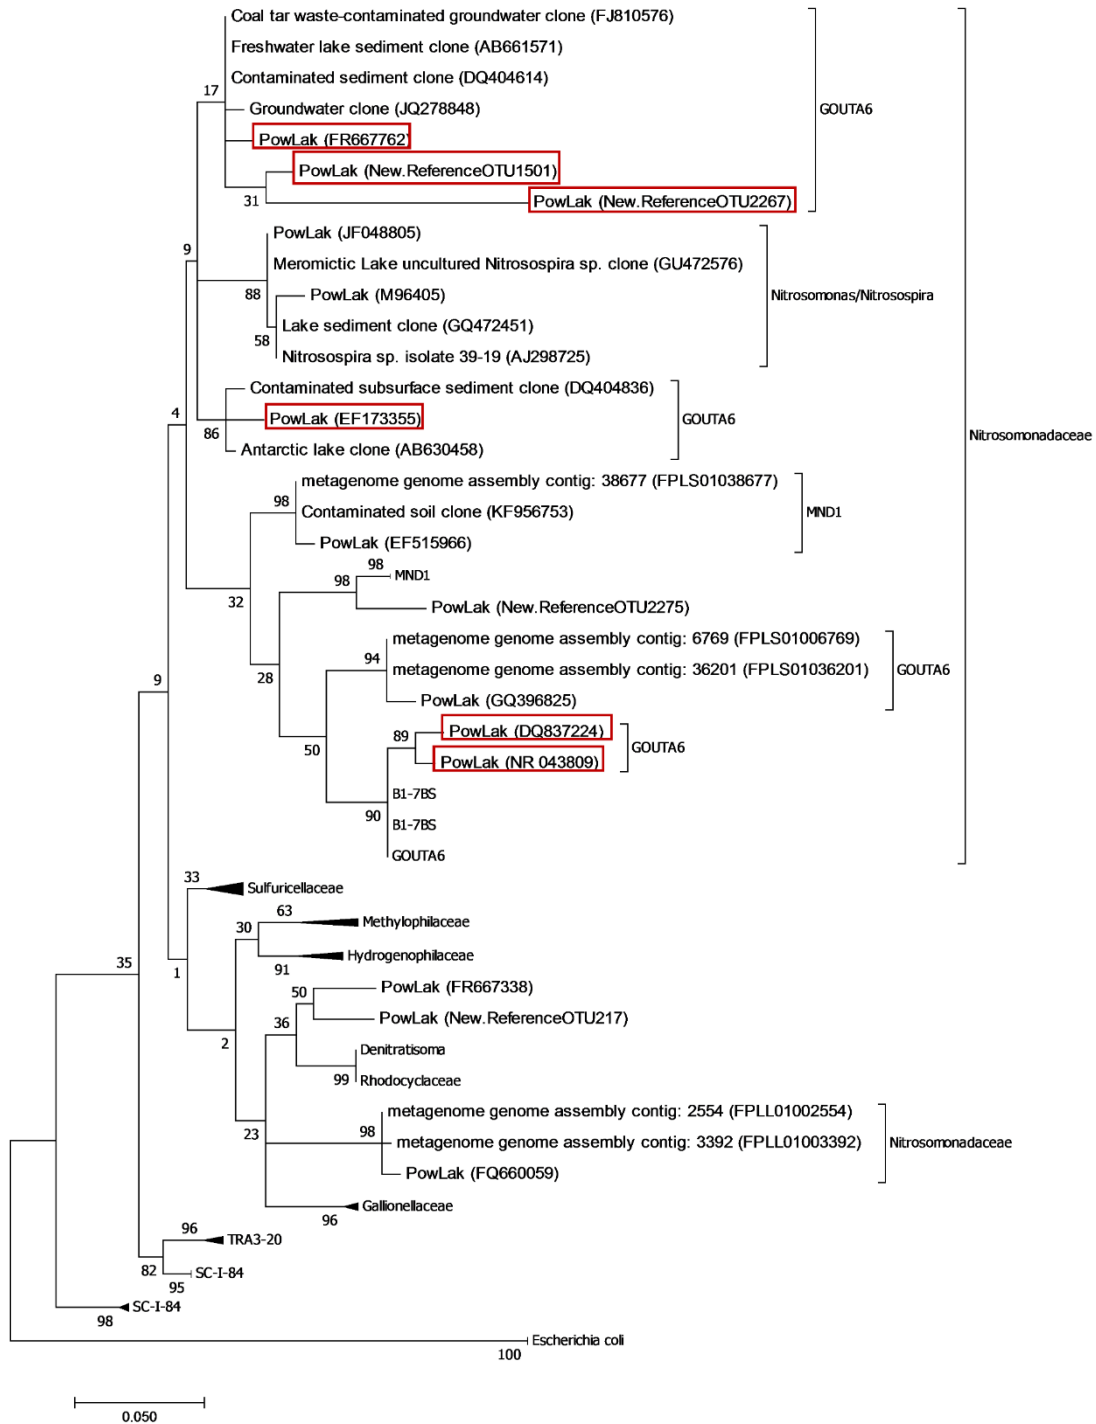 Coal tar waste-contaminated groundwater clone (FJ810576)
Freshwater lake sediment clone (AB661571)
Contaminated sediment clone (DQ404614)
17
Groundwater clone (JQ278848)
GOUTA6
PowLak (FR667762)
PowLak (New.ReferenceOTU1501)
31
PowLak (New.ReferenceOTU2267)
PowLak (JF048805)
9
Meromictic Lake uncultured Nitrosospira sp. clone (GU472576)
88
PowLak (M96405)
Nitrosomonas/Nitrosospira
Lake sediment clone (GQ472451)
58
Nitrosospira sp. isolate 39-19 (AJ298725)
Contaminated subsurface sediment clone (DQ404836)
4
PowLak (EF173355)
GOUTA6
86
Nitrosomonadaceae
Antarctic lake clone (AB630458)
metagenome genome assembly contig: 38677 (FPLS01038677)
98
Contaminated soil clone (KF956753)
MND1
PowLak (EF515966)
98
MND1
98
32
PowLak (New.ReferenceOTU2275)
metagenome genome assembly contig: 6769 (FPLS01006769)
94
metagenome genome assembly contig: 36201 (FPLS01036201)
GOUTA6
9
28
PowLak (GQ396825)
PowLak (DQ837224)
89
50
GOUTA6
PowLak (NR 043809)
B1-7BS
90
B1-7BS
GOUTA6
33
Sulfuricellaceae
63
Methylophilaceae
30
Hydrogenophilaceae
35
91
1
50
PowLak (FR667338)
36
PowLak (New.ReferenceOTU217)
2
Denitratisoma
99
Rhodocyclaceae
metagenome genome assembly contig: 2554 (FPLL01002554)
23
98
metagenome genome assembly contig: 3392 (FPLL01003392)
Nitrosomonadaceae
PowLak (FQ660059)
Gallionellaceae
96
96
TRA3-20
82
SC-I-84
95
SC-I-84
98
Escherichia coli
100
0.050